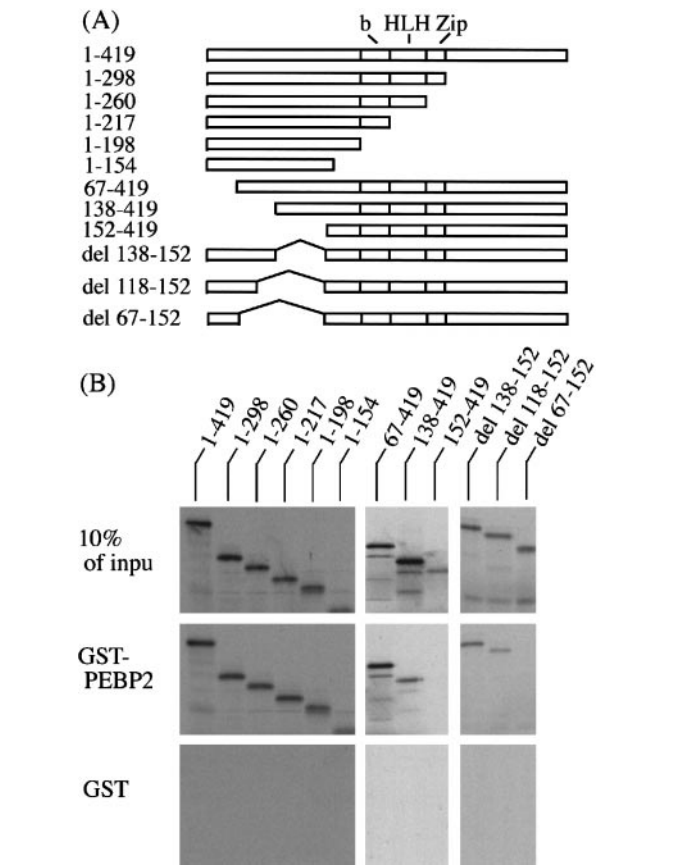 (A)
b HLH Zip
1-419
1-298
1-260
1-217
1-198
1-154
67-419
138-419
152-419
del 138-152
del 118-152
del 67-152
(B)
1-419
1-298
1-260
1-217
1-198
1-154
67-419
138-419
152-419
del 138-152
del 118-152
del 67-152
10%
of inpu
GST-
PEBP2
GST